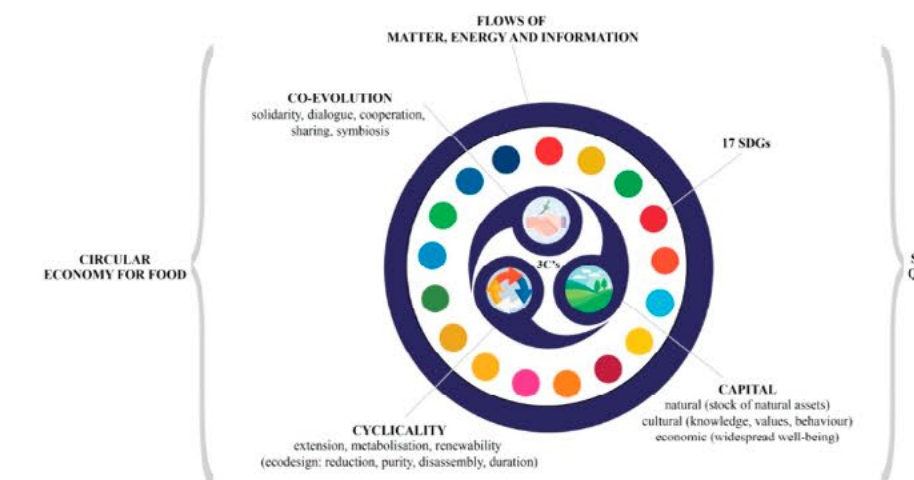 FLOWS OF
MATTER, ENERGY AND INFORMATION
CO-EVOLUTION
solidarity, dialogue, cooperation,
sharing, symbiosis
17 SDGs
3C's
CIRCULAR
ECONOMY FOR FOOD
CAPITAL
natural (stock of natural assets)
cultural (knowledge, values, behaviour)
economic (widespread well-being)
CYCLICALITY
extension, metabolisation, renewability
(ecodesign: reduction, purity, disassembly, duration)